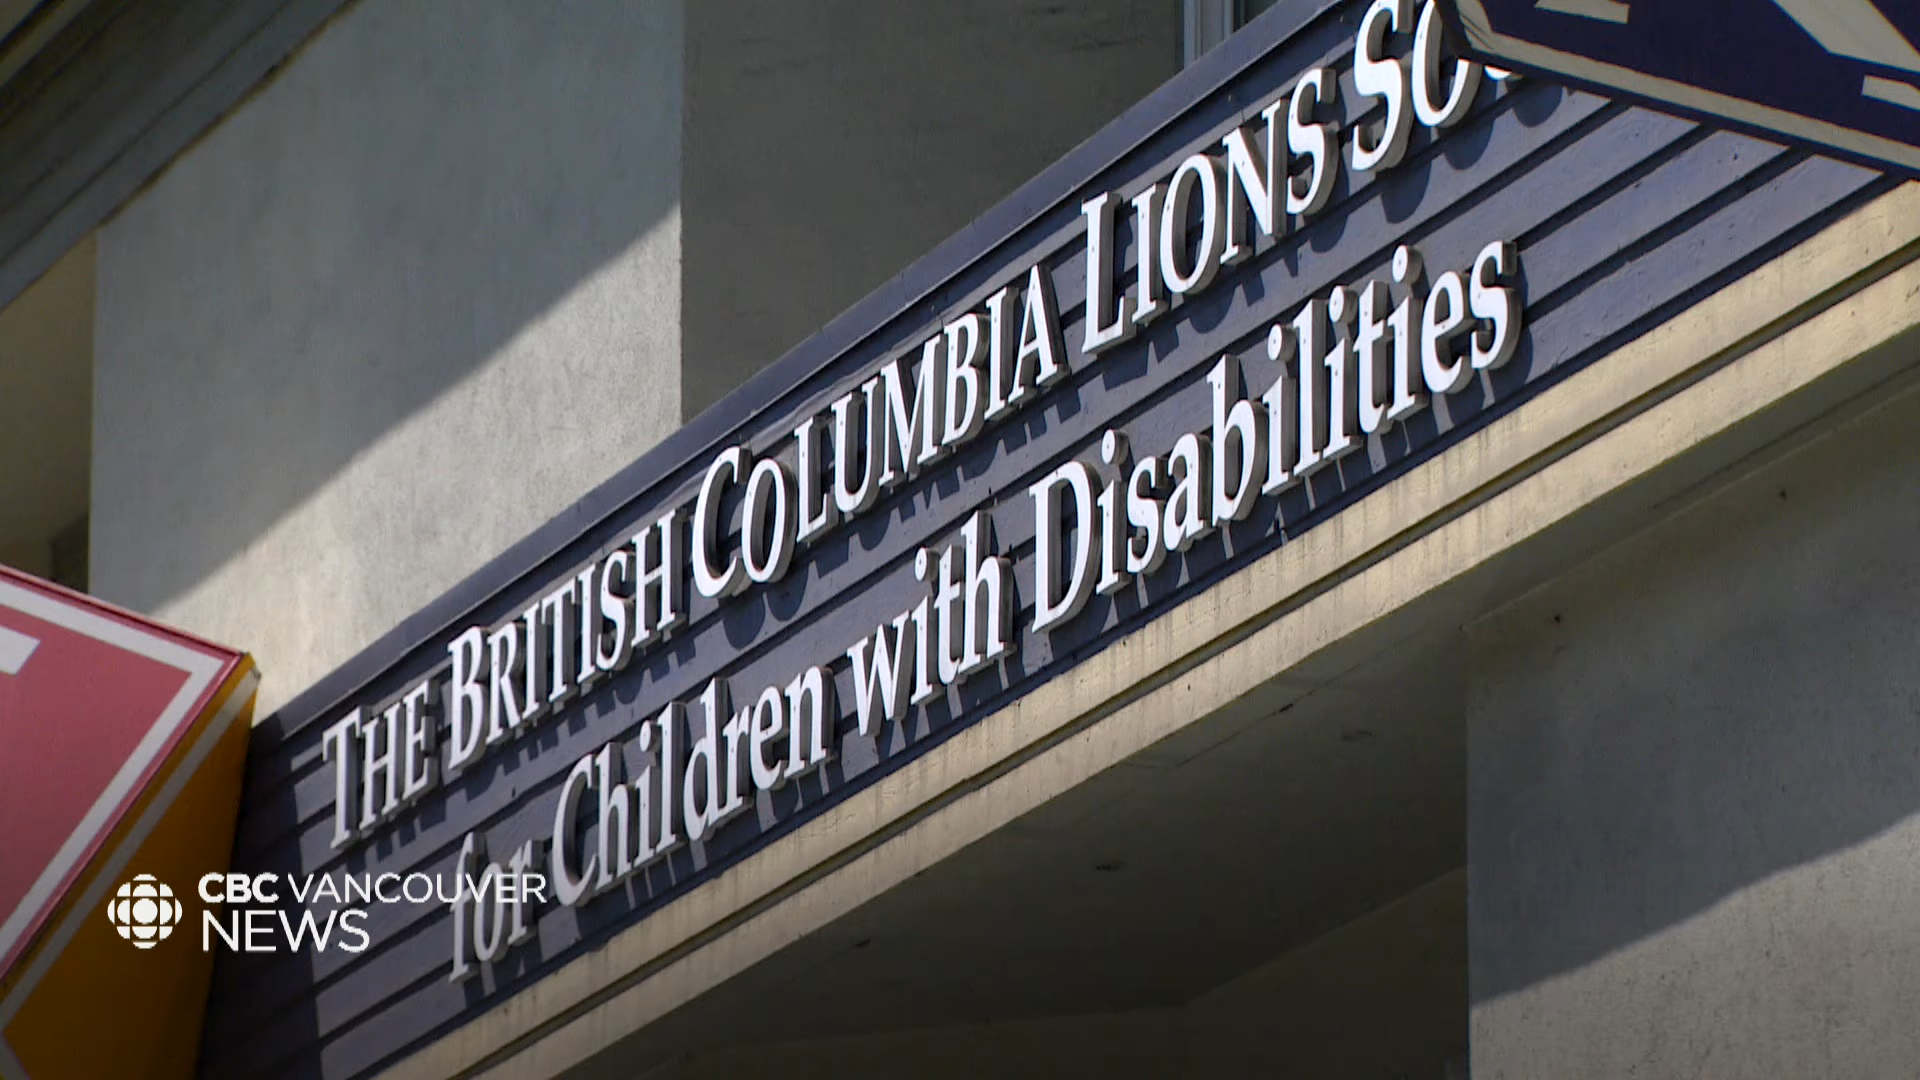 THE BRITISH COLUMBIA LIONS
for Children with Disabilities
CBC VANCOUVER
NEWS